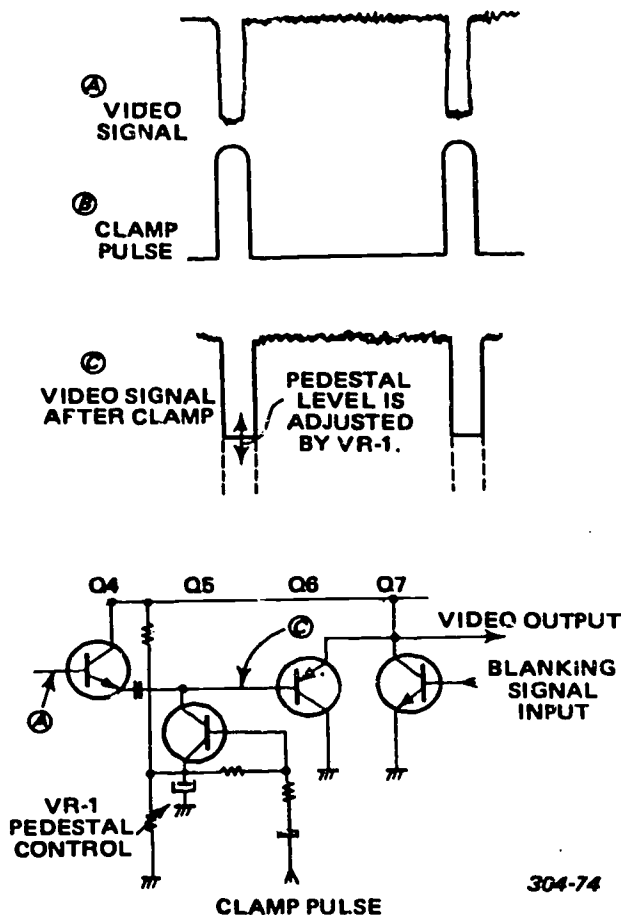 A
VIDEO
SIGNAL
B
CLAMP
PULSE
C
VIDEO SIGNAL
AFTER CLAMP
PEDESTAL
LEVEL IS
ADJUSTED
BY VR-1.
Q4 Q5 Q6 Q7
VIDEO OUTPUT
C
BLANKING
SIGNAL
INPUT
A
VR-1
PEDESTAL
CONTROL
CLAMP PULSE
304-74